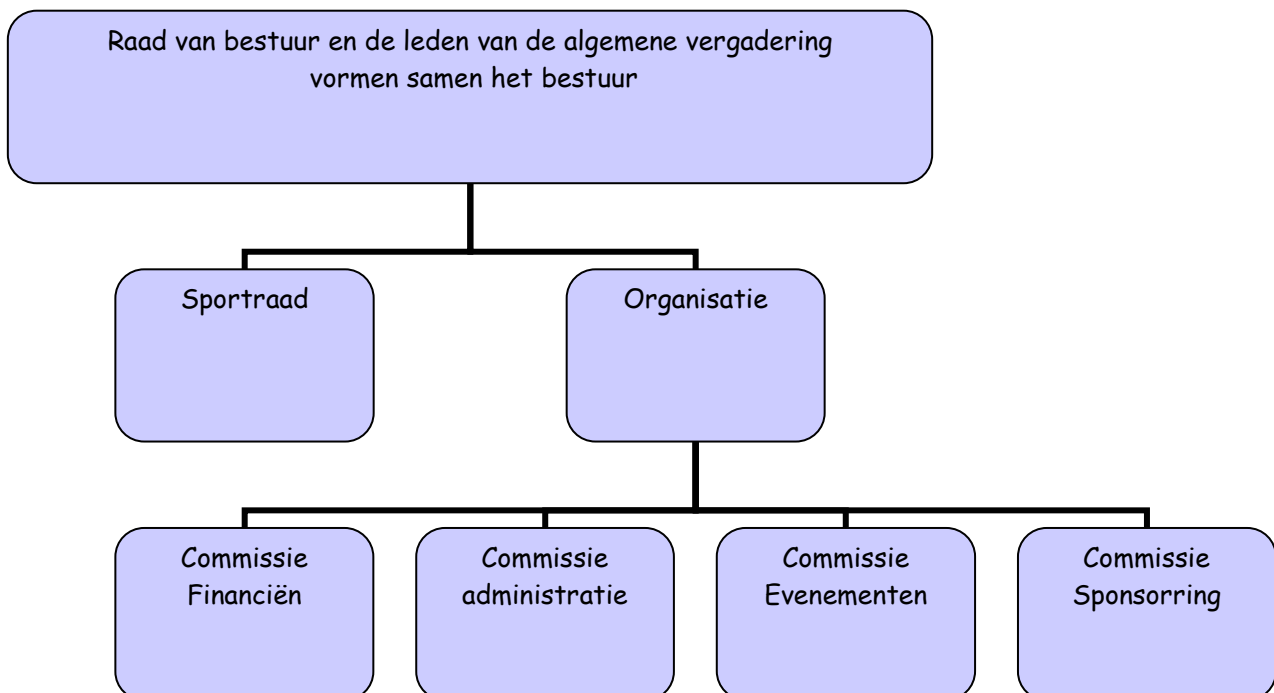 Raad van bestuur en de leden van de algemene vergadering
vormen samen het bestuur
Sportraad
Organisatie
Commissie
Financiën
Commissie
administratie
Commissie
Evenementen
Commissie
Sponsorring